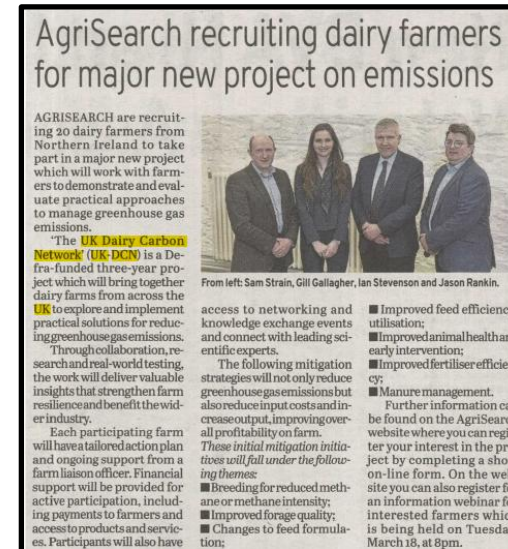 AgriSearch recruiting dairy farmers
for major new project on emissions
AGRISEARCH are recruit-
ing 20 dairy farmers from
Northern Ireland to take
part in a major new project
which will work with farm-
ers to demonstrate and eval-
uate practical approaches
to manage greenhouse gas
emissions.
'The UK Dairy Carbon
Network' (UK-DCN) is a De-
fra-funded three-year pro-
ject which will bring together
dairy farms from across the
UK to explore and implement
practical solutions for reduc-
ing greenhouse gas emissions.
Through collaboration, re-
search and real-world testing,
the work will deliver valuable
insights that strengthen farm
resilience and benefit the wid-
er industry.
Each participating farm
will have a tailored action plan
and ongoing support from a
farm liaison officer. Financial
support will be provided for
active participation, includ-
ing payments to farmers and
access to products and servic-
es. Participants will also have
From left: Sam Strain, Gill Gallagher, Ian Stevenson and Jason Rankin.
access to networking and
knowledge exchange events
and connect with leading sci-
entific experts.
The following mitigation
strategies will not only reduce
greenhouse gas emissions but
also reduce input costs and in-
crease output, improving over-
all profitability on farm.
These initial mitigation initia-
tives will fall under the follow-
ing themes:
■ Breeding for reduced meth-
ane or methane intensity;
■ Improved forage quality;
■ Changes to feed formula-
tion;
■ Improved feed efficienc
utilisation;
■ Improved animal health an
early intervention;
■ Improved fertiliser efficie
cy;
■ Manure management.
Further information ca
be found on the AgriSearc
website where you can regi
ter your interest in the pr
ject by completing a sho
on-line form. On the we
site you can also register fo
an information webinar fo
interested farmers whic
is being held on Tuesda
March 18, at 8pm.